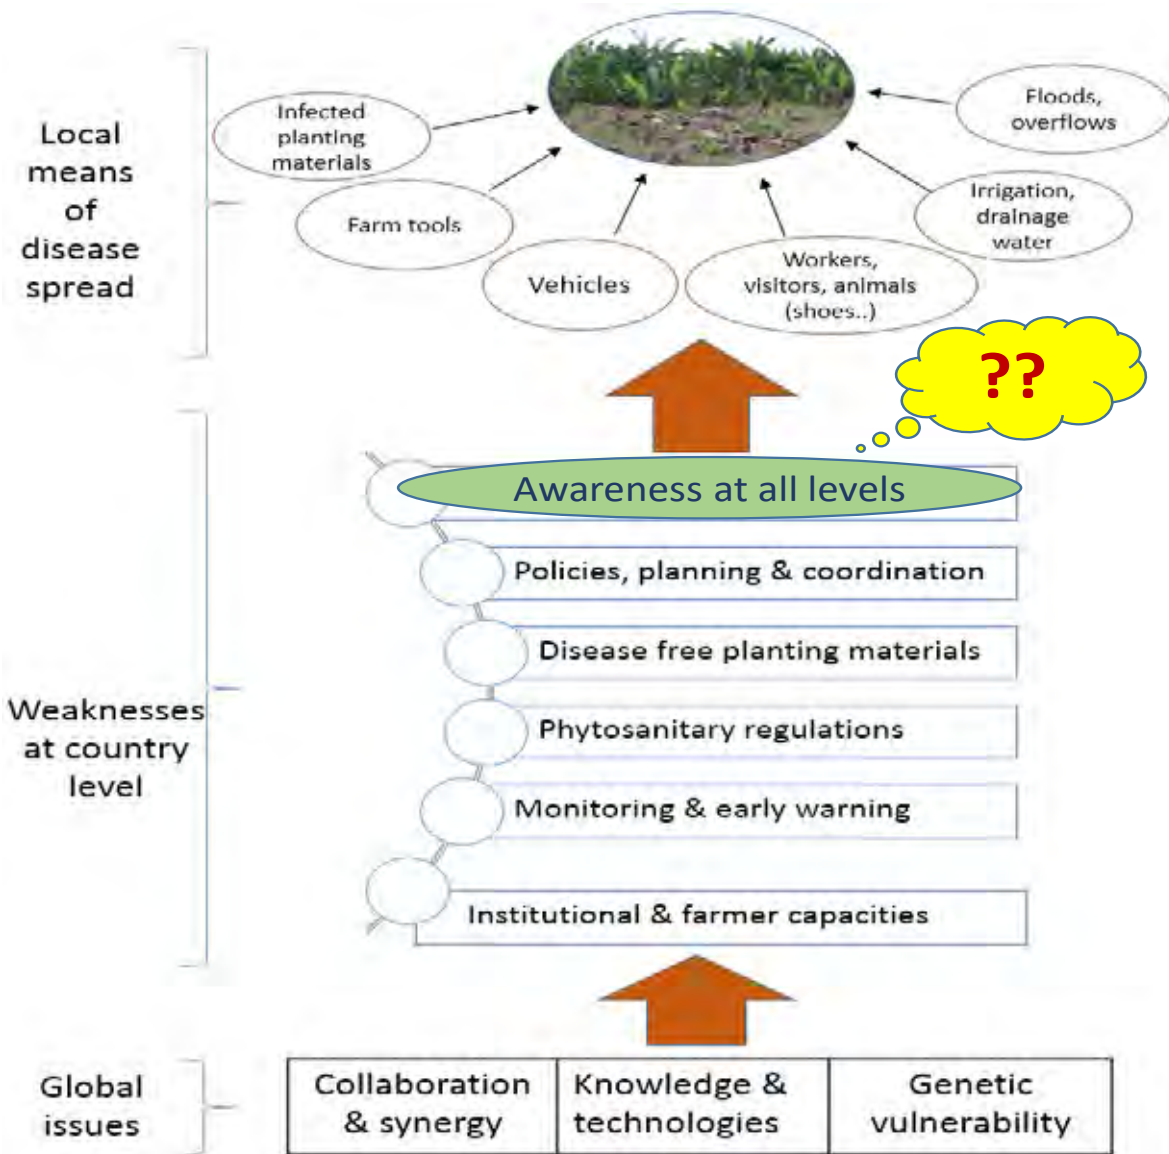 Local
means
of
disease
spread
Infected
planting
materials
Farm tools
Vehicles
Workers,
visitors, animals
(shoes..)
Irrigation,
drainage
water
Floods,
overflows
??
Weaknesses
at country
level
Awareness at all levels
Policies, planning & coordination
Disease free planting materials
Phytosanitary regulations
Monitoring & early warning
Institutional & farmer capacities
Global
issues
Collaboration
& synergy
Knowledge &
technologies
Genetic
vulnerability